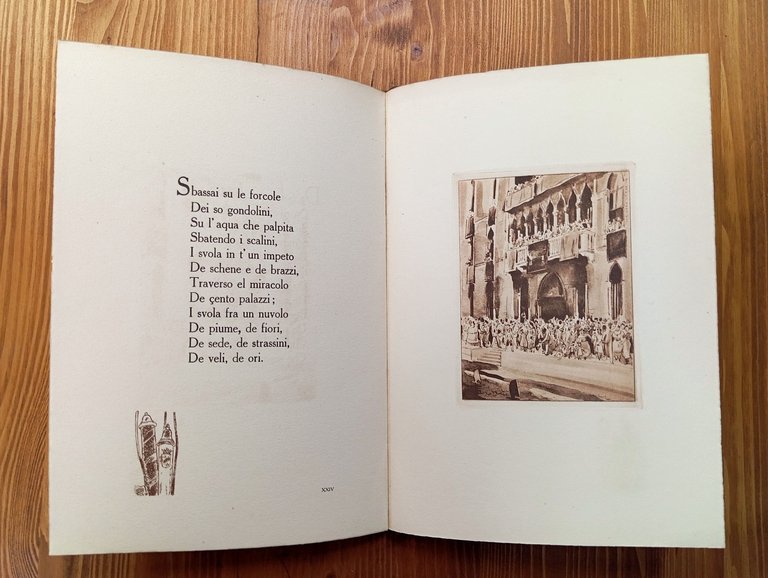 Sbassai su le forcole
Dei so gondolini,
Su l'aqua che palpita
Sbatendo i scalini,
I svola in t'un impeto
De schene e de brazzi,
Traverso el miracolo
De çento palazzi;
I svola fra un nuvolo
De piume, de fiori,
De sede, de strassini,
De veli, de ori.
XXIV